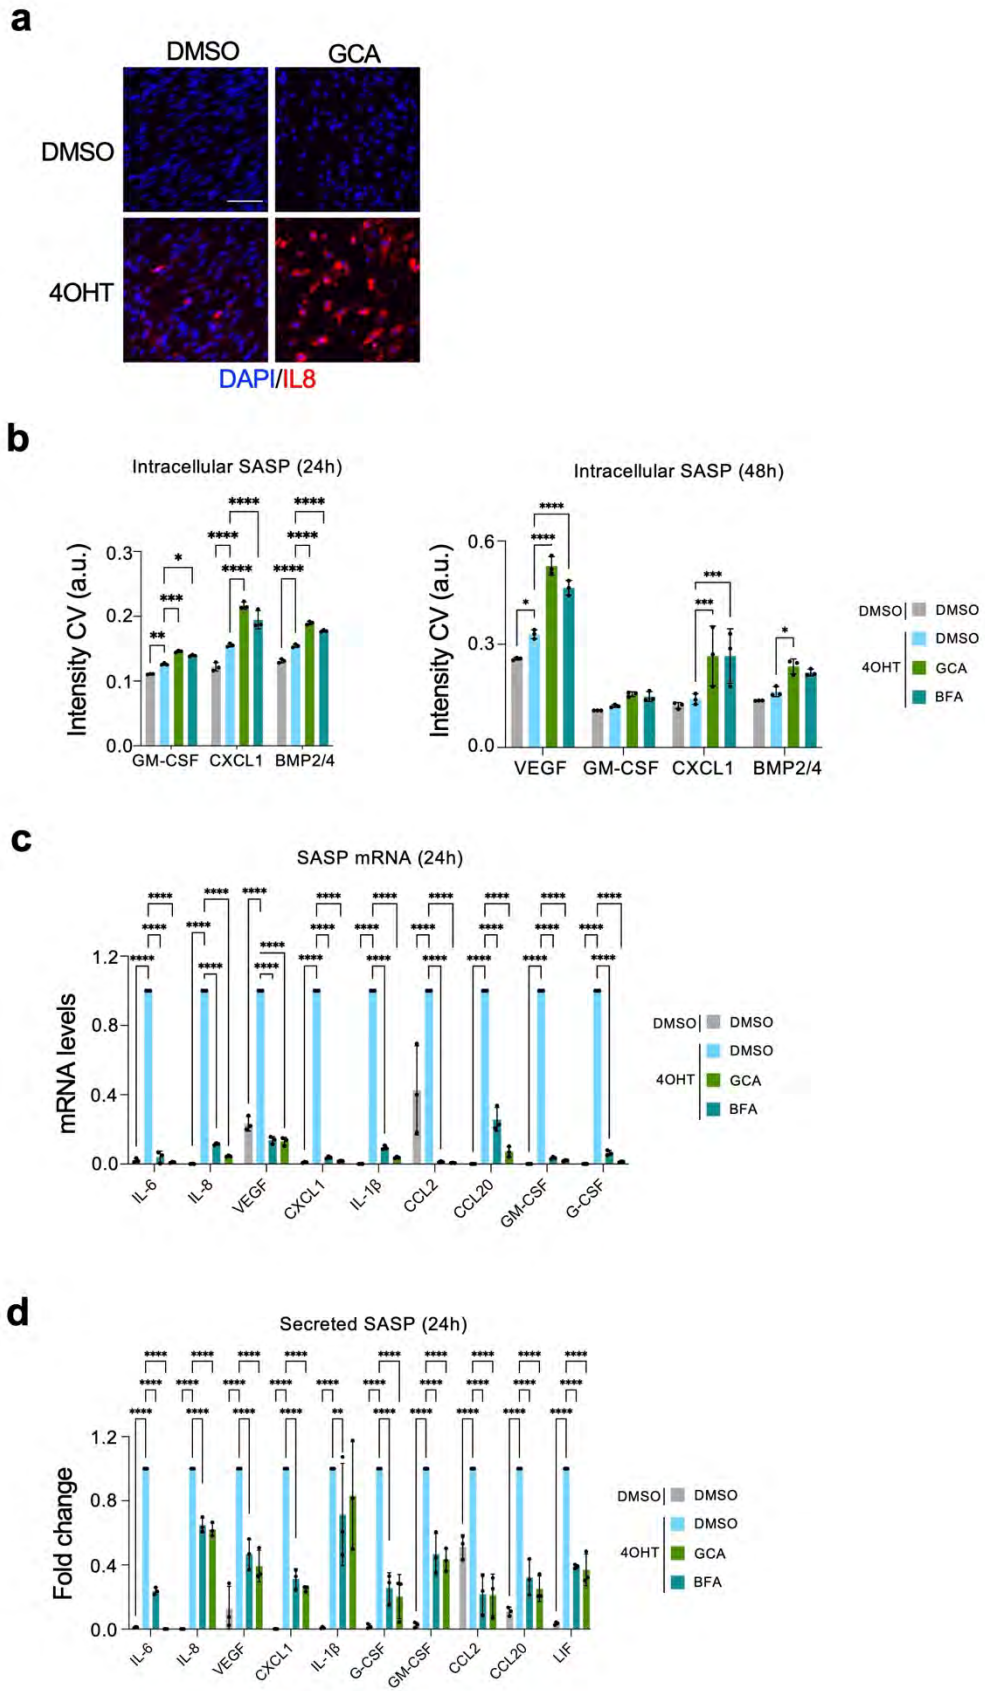 a
DMSO GCA
DMSO
4OHT
DAPI/IL8
b
Intracellular SASP (24h)
Intensity CV (a.u.)
0.3
0.2
0.1
0.0
** *** *
**** **** ****
**** **** ****
GM-CSF CXCL1 BMP2/4
Intracellular SASP (48h)
Intensity CV (a.u.)
0.6
0.3
0.0
* **** ****
*** ***
*
VEGF GM-CSF CXCL1 BMP2/4
DMSO DMSO
4OHT
DMSO
GCA
BFA
c
SASP mRNA (24h)
mRNA levels
1.2
0.8
0.4
0.0
**** **** ****
**** **** ****
**** **** ****
**** **** ****
**** **** ****
**** **** ****
**** **** ****
**** **** ****
**** **** ****
IL-6 IL-8 VEGF CXCL1 IL-1β CCL2 CCL20 GM-CSF G-CSF
DMSO DMSO
4OHT
DMSO
GCA
BFA
d
Secreted SASP (24h)
Fold change
1.2
0.8
0.4
0.0
**** **** ****
**** **** ****
**** **** ****
**** **** ****
**** **
**** **** ****
**** **** ****
**** **** ****
**** **** ****
**** **** ****
IL-6 IL-8 VEGF CXCL1 IL-1β G-CSF GM-CSF CCL2 CCL20 LIF
DMSO DMSO
4OHT
DMSO
GCA
BFA